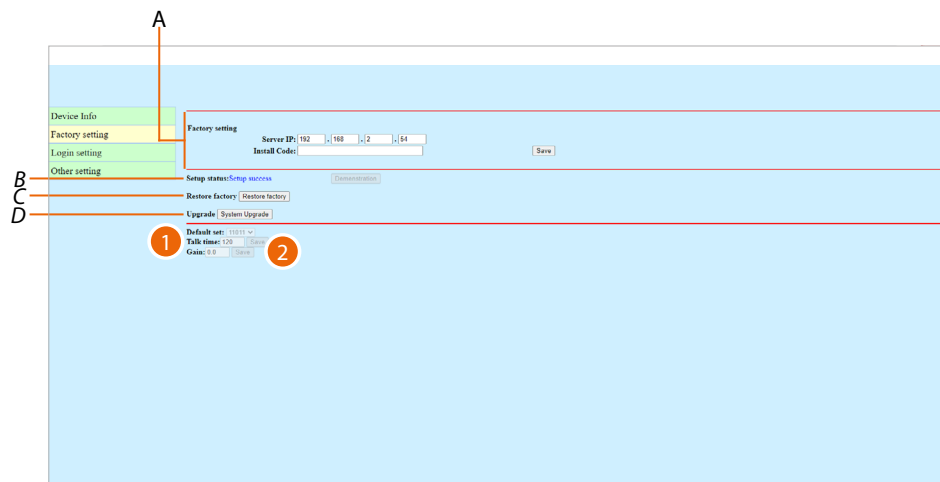 A
Device Info
Factory setting
Login setting
Other setting
Factory setting
Server IP: 192 . 168 . 2 . 54
Install Code: Save
B
Setup status:Setup success Demonstration
C
Restore factory Restore factory
D
Upgrade System Upgrade
Default set: 11811
1
Talk time: 120 Save
2
Gain: 0.0 Save